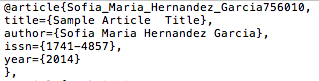 @article{Sofia_Maria_Hernandez_Garcia756010,
title={Sample Article  Title},
author={Sofia Maria Hernandez Garcia},
issn={1741-4857},
year={2014}
},